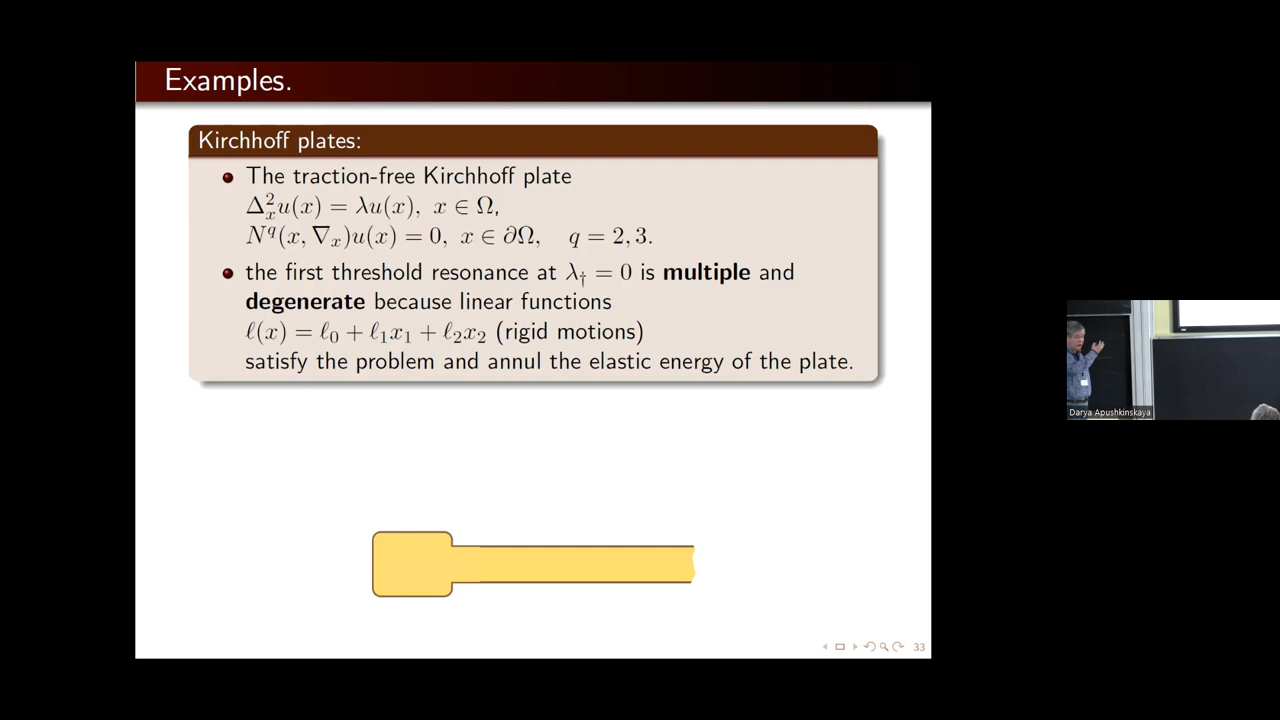 Examples.
Kirchhoff plates:
The traction-free Kirchhoff plate
Δ²ₓu(x) = λu(x), x ∈ Ω,
N^q(x, ∇ₓ)u(x) = 0, x ∈ ∂Ω, q = 2, 3.
the first threshold resonance at λ† = 0 is multiple and
degenerate because linear functions
ℓ(x) = ℓ₀ + ℓ₁x₁ + ℓ₂x₂ (rigid motions)
satisfy the problem and annul the elastic energy of the plate.
Darya Apushkinskaya
33